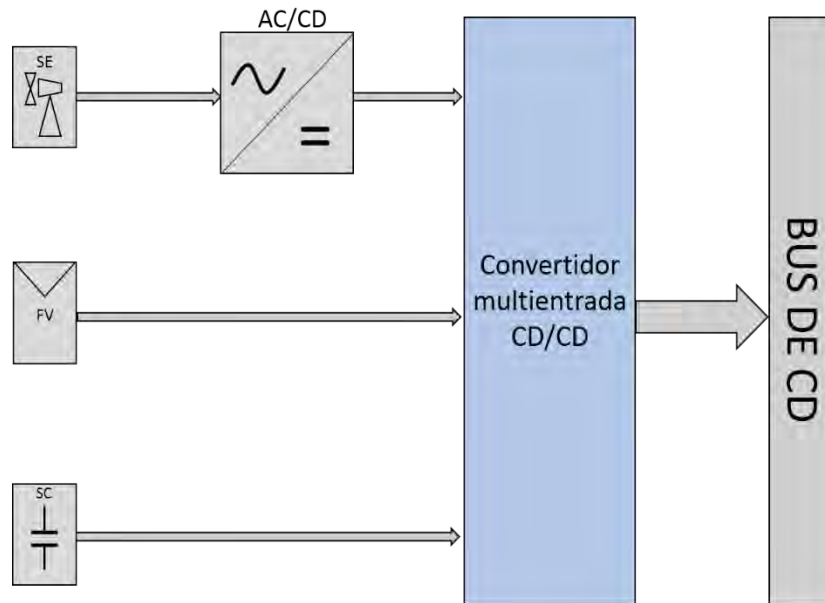 AC/CD
SE
FV
SC
Convertidor
multientrada
CD/CD
BUS DE CD